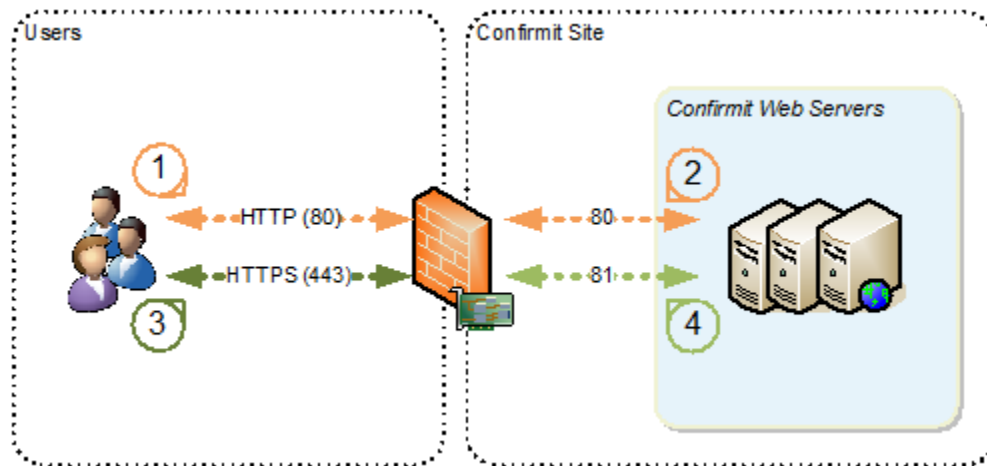 Users
Confirmit Site
Confirmit Web Servers
1
2
HTTP (80)
80
HTTPS (443)
81
3
4